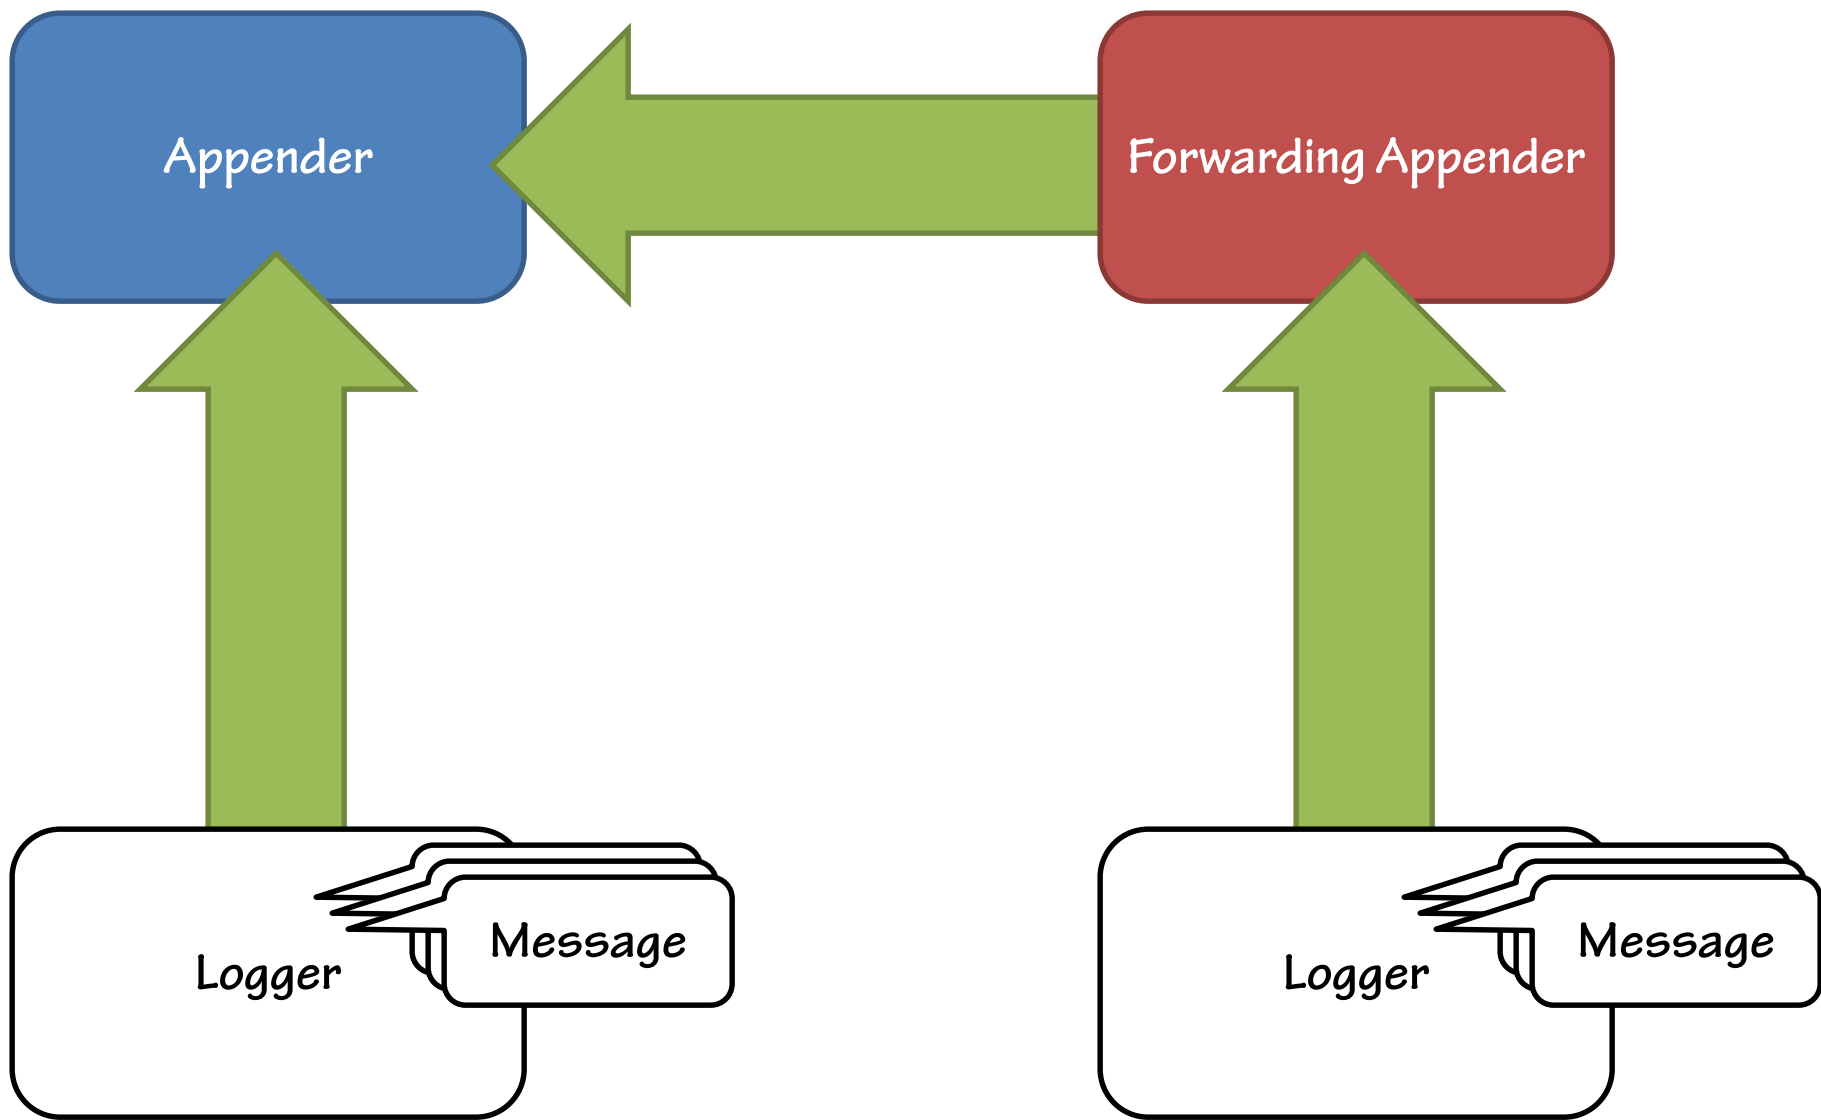 Appender
Forwarding Appender
Logger
Message
Logger
Message